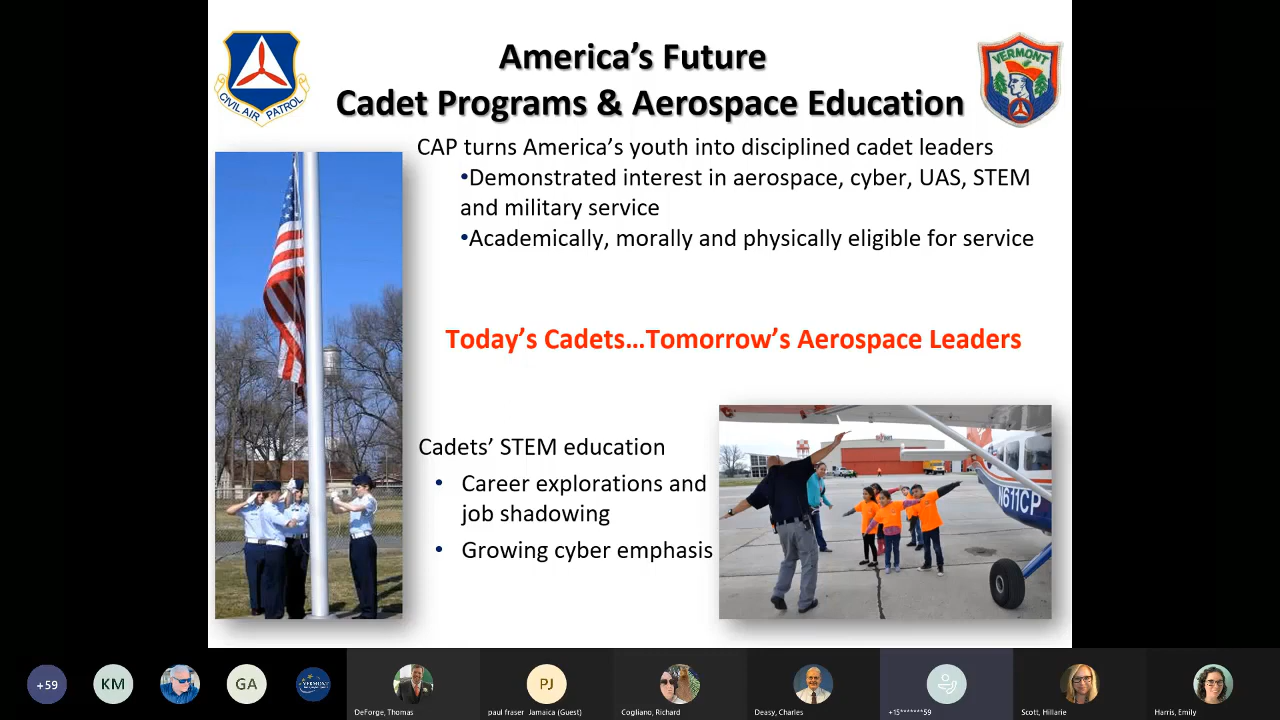 America's Future
Cadet Programs & Aerospace Education
CIVIL AIR PATROL
VERMONT
CAP turns America's youth into disciplined cadet leaders
•Demonstrated interest in aerospace, cyber, UAS, STEM
and military service
•Academically, morally and physically eligible for service
Today's Cadets…Tomorrow's Aerospace Leaders
Cadets' STEM education
• Career explorations and
job shadowing
• Growing cyber emphasis
N611CP
+59
KM
GA
VERMONT
PJ
DeForge, Thomas
paul fraser Jamaica (Guest)
Cogliano, Richard
Deasy, Charles
+15*******59
Scott, Hillarie
Harris, Emily